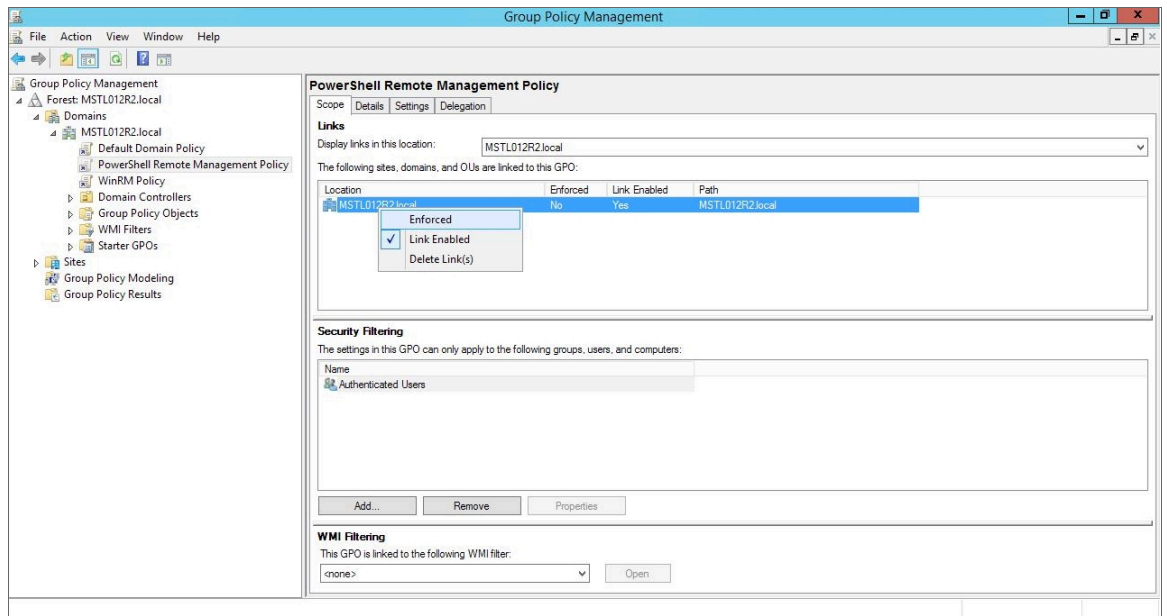 Group Policy Management
File Action View Window Help
Group Policy Management
Forest: MSTL012R2.local
Domains
MSTL012R2.local
Default Domain Policy
PowerShell Remote Management Policy
WinRM Policy
Domain Controllers
Group Policy Objects
WMI Filters
Starter GPOs
Sites
Group Policy Modeling
Group Policy Results
PowerShell Remote Management Policy
Scope Details Settings Delegation
Links
Display links in this location: MSTL012R2.local
The following sites, domains, and OUs are linked to this GPO:
Location Enforced Link Enabled Path
MSTL012R2.local No Yes MSTL012R2.local
Enforced
Link Enabled
Delete Link(s)
Security Filtering
The settings in this GPO can only apply to the following groups, users, and computers:
Name
Authenticated Users
Add... Remove Properties
WMI Filtering
This GPO is linked to the following WMI filter:
<none> Open